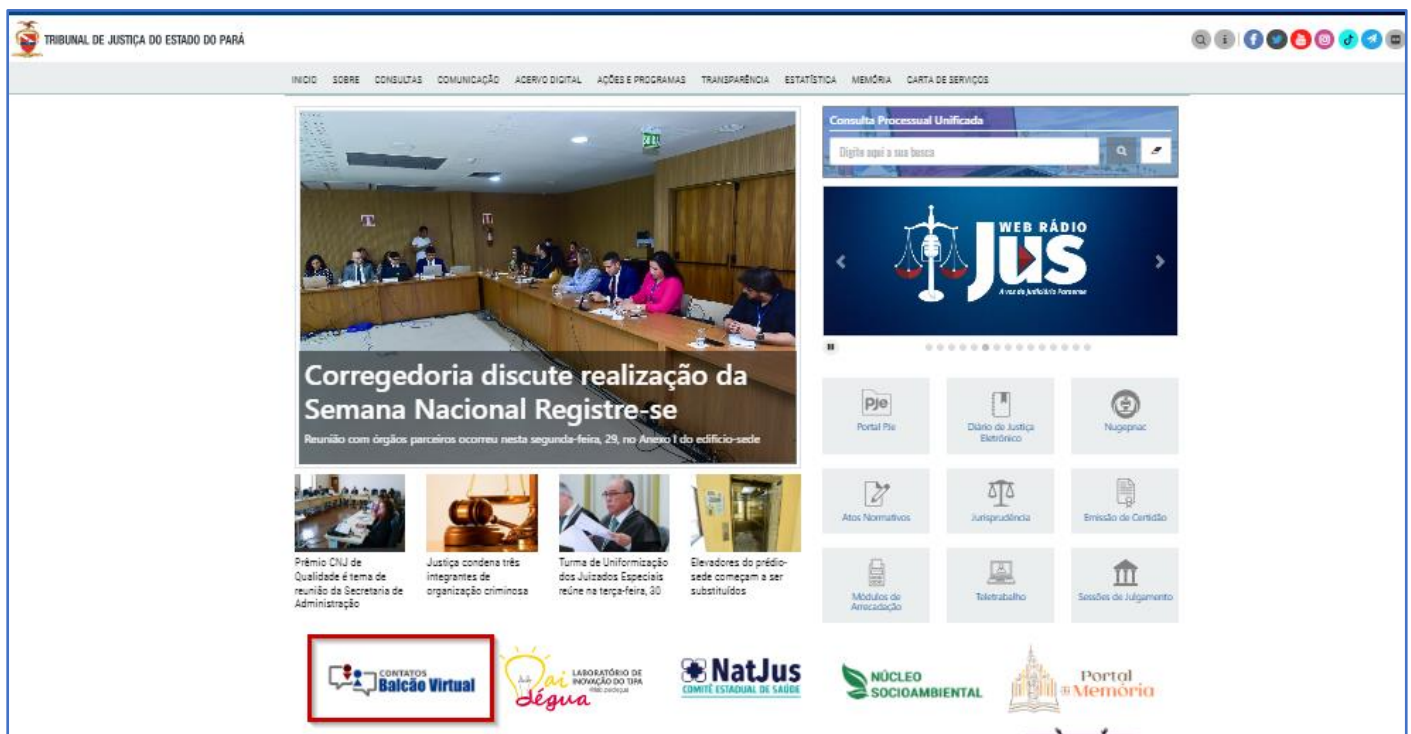 TRIBUNAL DE JUSTIÇA DO ESTADO DO PARÁ
INICIO SOBRE CONSULTAS COMUNICAÇÃO ACERVO DIGITAL AÇÕES E PROGRAMAS TRANSPARÊNCIA ESTATÍSTICA MEMÓRIA CARTA DE SERVIÇOS
Corregedoria discute realização da
Semana Nacional Registre-se
Reunião com órgãos parceiros ocorreu nesta segunda-feira, 29, no Anexo I do edifício-sede
Prêmio CNJ de
Qualidade é tema de
reunião da Secretaria de
Administração
Justiça condena três
integrantes de
organização criminosa
Turma de Uniformização
dos Juizados Especiais
reúne na terça-feira, 30
Elevadores do prédio-
sede começam a ser
substituídos
Consulta Processual Unificada
Digite aqui a sua busca
WEB RÁDIO
JUS
A voz do Judiciário Paraense
PJe
Portal PJe
Diário de Justiça
Eletrônico
Nugepnac
Atos Normativos
Jurisprudência
Emissão de Certidão
Módulos de
Arrecadação
Teletrabalho
Sessões de Julgamento
CONTATOS
Balcão Virtual
ai
dégua
LABORATÓRIO DE
INOVAÇÃO DO TJPA
NatJus
COMITÊ ESTADUAL DE SAÚDE
NÚCLEO
SOCIOAMBIENTAL
Portal
da Memória